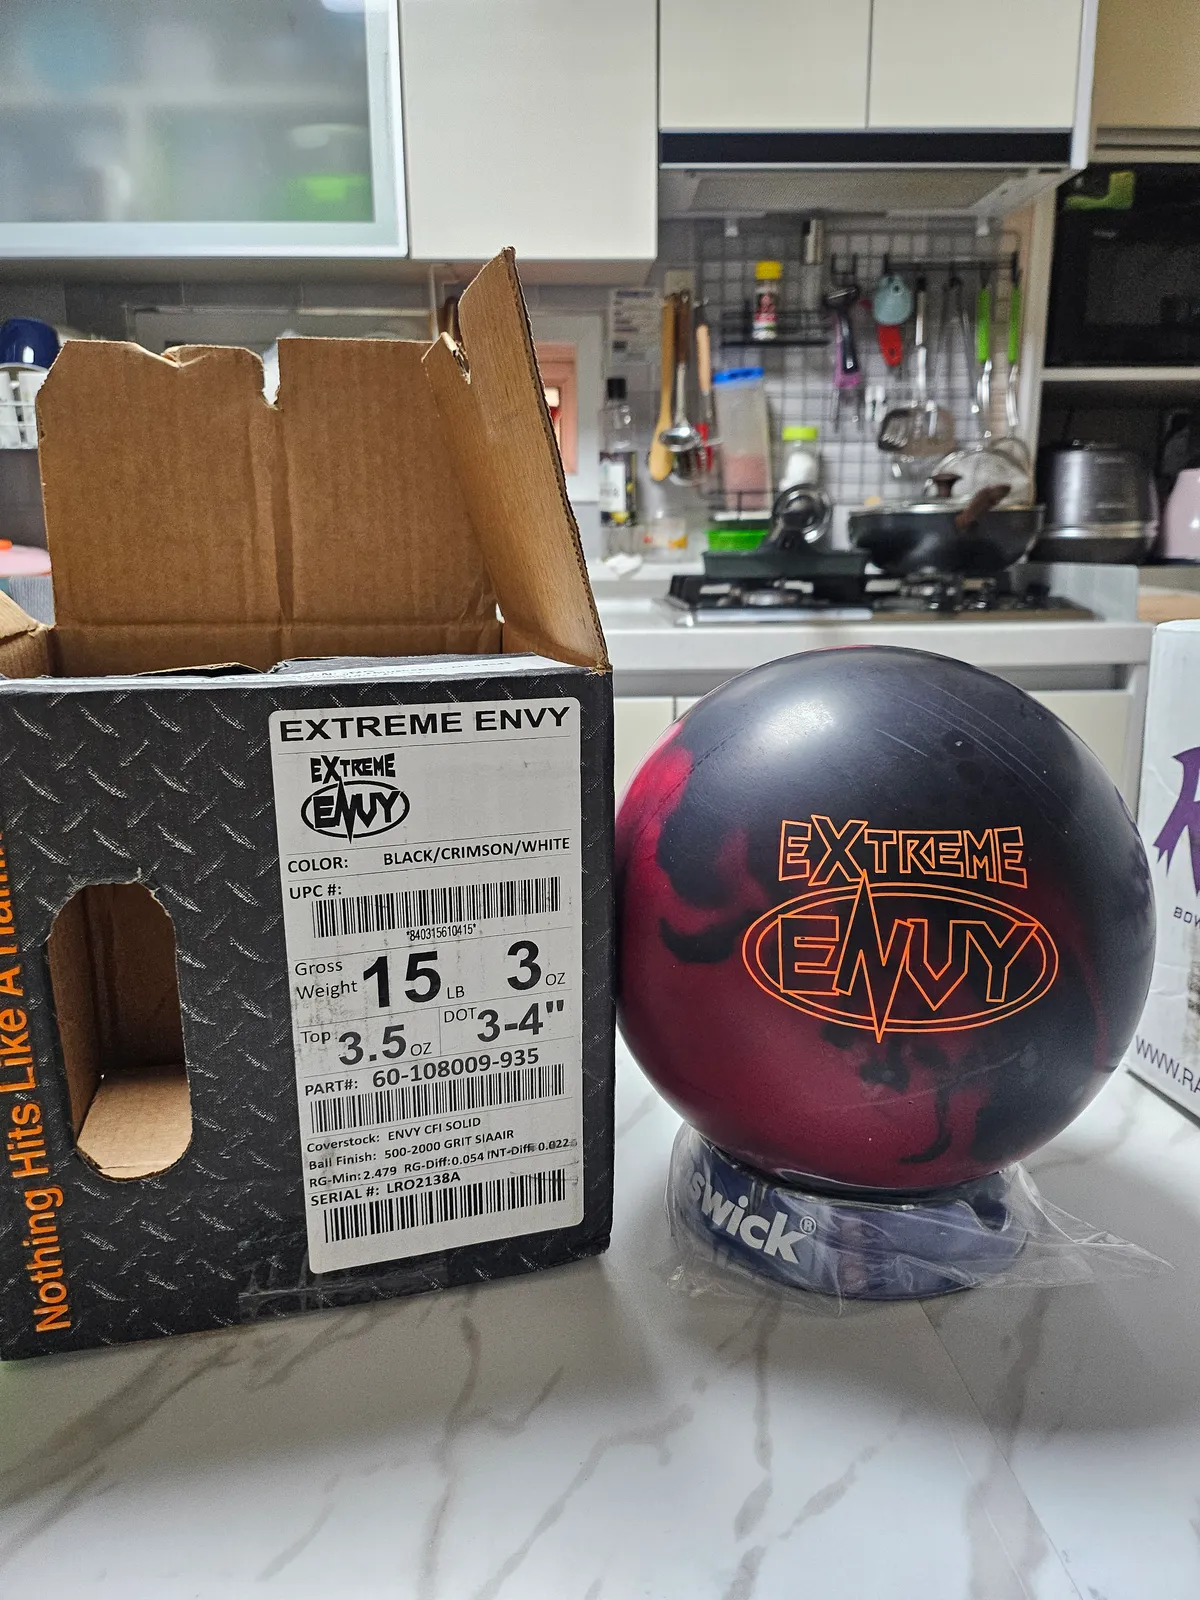 EXTREME ENVY
EXTREME
ENVY
COLOR: BLACK/CRIMSON/WHITE
UPC #:
*840315610415*
Gross Weight 15 LB 3 OZ
Top 3.5 OZ DOT 3-4"
PART#: 60-108009-935
Coverstock: ENVY CFI SOLID
Ball Finish: 500-2000 GRIT SIAAIR
RG-Min:2.479 RG-Diff:0.054 INT-Diff: 0.022
SERIAL #: LRO2138A
Nothing Hits Like A
EXTREME
ENVY
swick®
BOW
WWW.RA